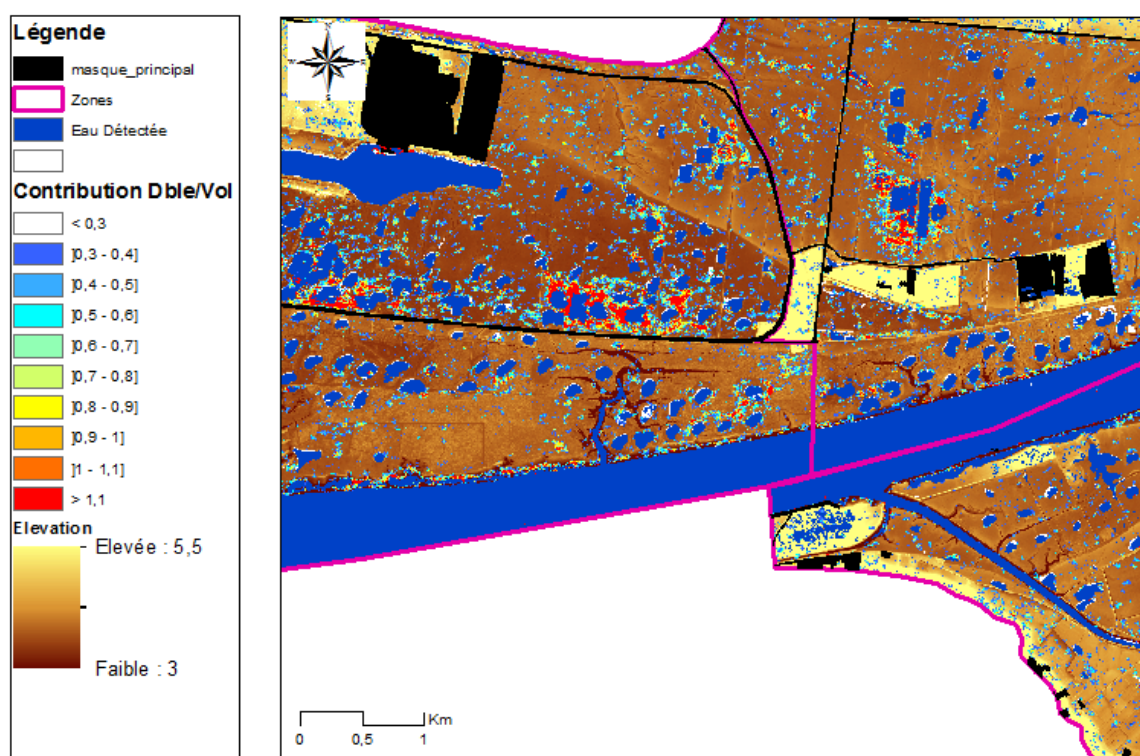 Légende
masque_principal
Zones
Eau Détectée
Contribution Dble/Vol
< 0,3
]0,3 - 0,4]
]0,4 - 0,5]
]0,5 - 0,6]
]0,6 - 0,7]
]0,7 - 0,8]
]0,8 - 0,9]
]0,9 - 1]
]1 - 1,1]
> 1,1
Elevation
Elevée : 5,5
Faible : 3
Km
0 0,5 1